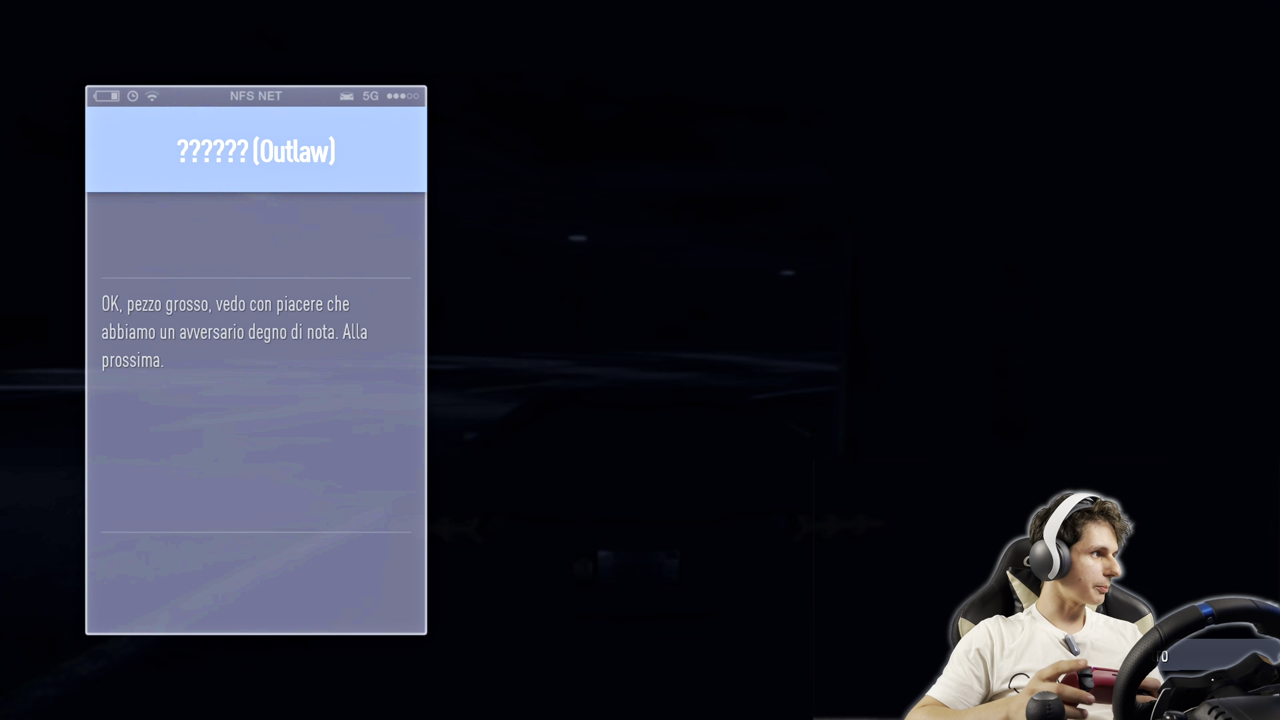 NFS NET
5G
?????? (Outlaw)
OK, pezzo grosso, vedo con piacere che
abbiamo un avversario degno di nota. Alla
prossima.